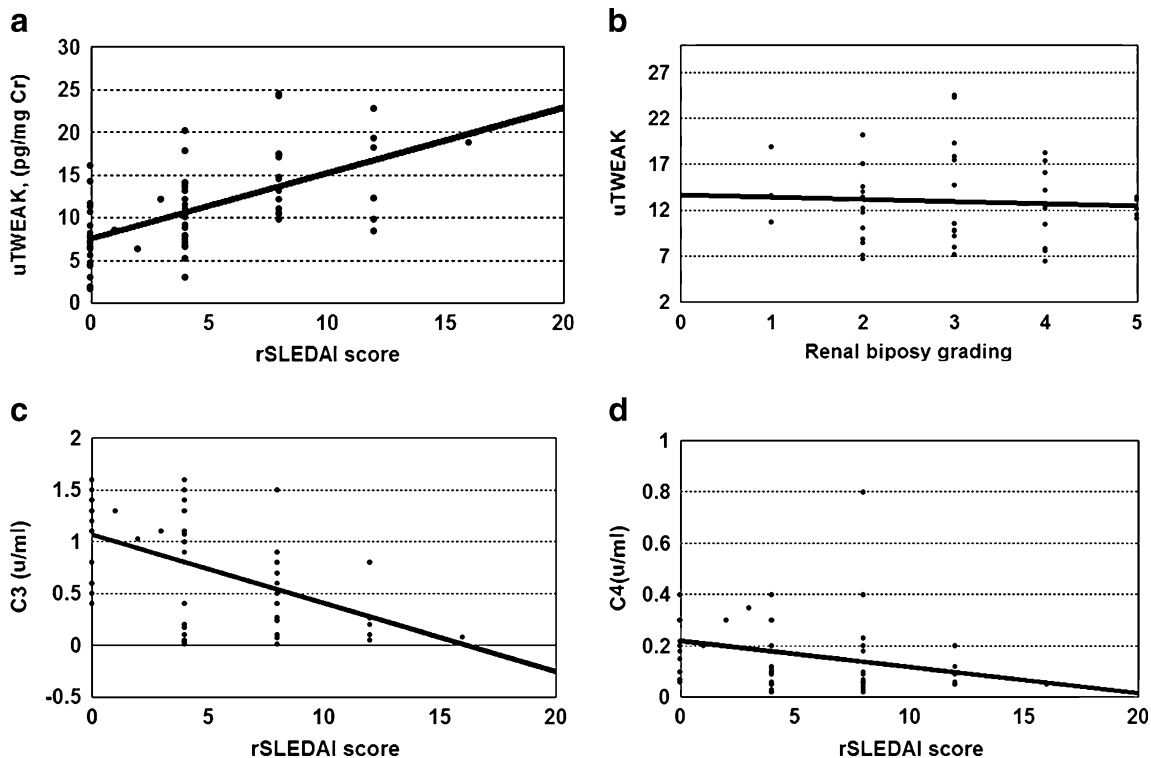 a
30
25
20
15
10
5
0
uTWEAK, (pg/mg Cr)
0 5 10 15 20
rSLEDAI score
b
27
22
17
12
7
2
uTWEAK
0 1 2 3 4 5
Renal biposy grading
c
2
1.5
1
0.5
0
-0.5
C3 (u/ml)
0 5 10 15 20
rSLEDAI score
d
1
0.8
0.6
0.4
0.2
0
C4(u/ml)
0 5 10 15 20
rSLEDAI score